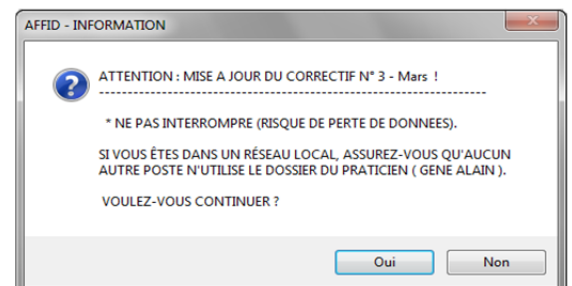 AFFID - INFORMATION
ATTENTION : MISE A JOUR DU CORRECTIF N° 3 - Mars !
-------------------------------------------------------------------
* NE PAS INTERROMPRE (RISQUE DE PERTE DE DONNEES).
SI VOUS ÊTES DANS UN RÉSEAU LOCAL, ASSUREZ-VOUS QU'AUCUN
AUTRE POSTE N'UTILISE LE DOSSIER DU PRATICIEN ( GENE ALAIN ).
VOULEZ-VOUS CONTINUER ?
Oui Non